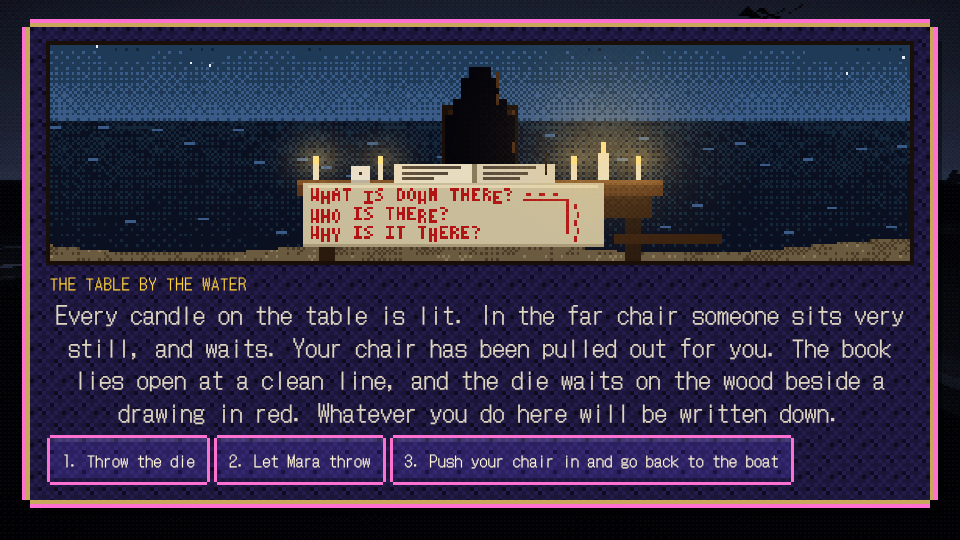 WHAT IS DOWN THERE?
WHO IS THERE?
WHY IS IT THERE?
THE TABLE BY THE WATER
Every candle on the table is lit. In the far chair someone sits very
still, and waits. Your chair has been pulled out for you. The book
lies open at a clean line, and the die waits on the wood beside a
drawing in red. Whatever you do here will be written down.
1. Throw the die
2. Let Mara throw
3. Push your chair in and go back to the boat